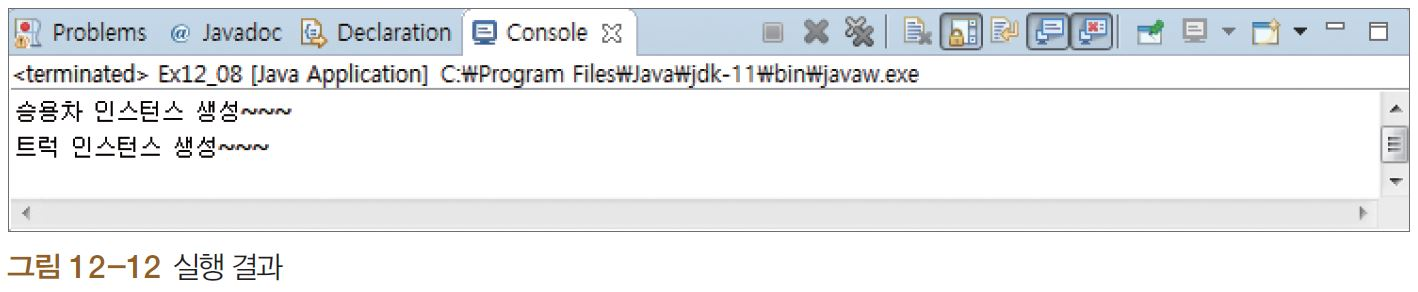 Problems @ Javadoc Declaration Console
<terminated> Ex12_08 [Java Application] C:₩Program Files₩Java₩jdk-11₩bin₩javaw.exe
승용차 인스턴스 생성~~~
트럭 인스턴스 생성~~~
그림 12-12 실행 결과